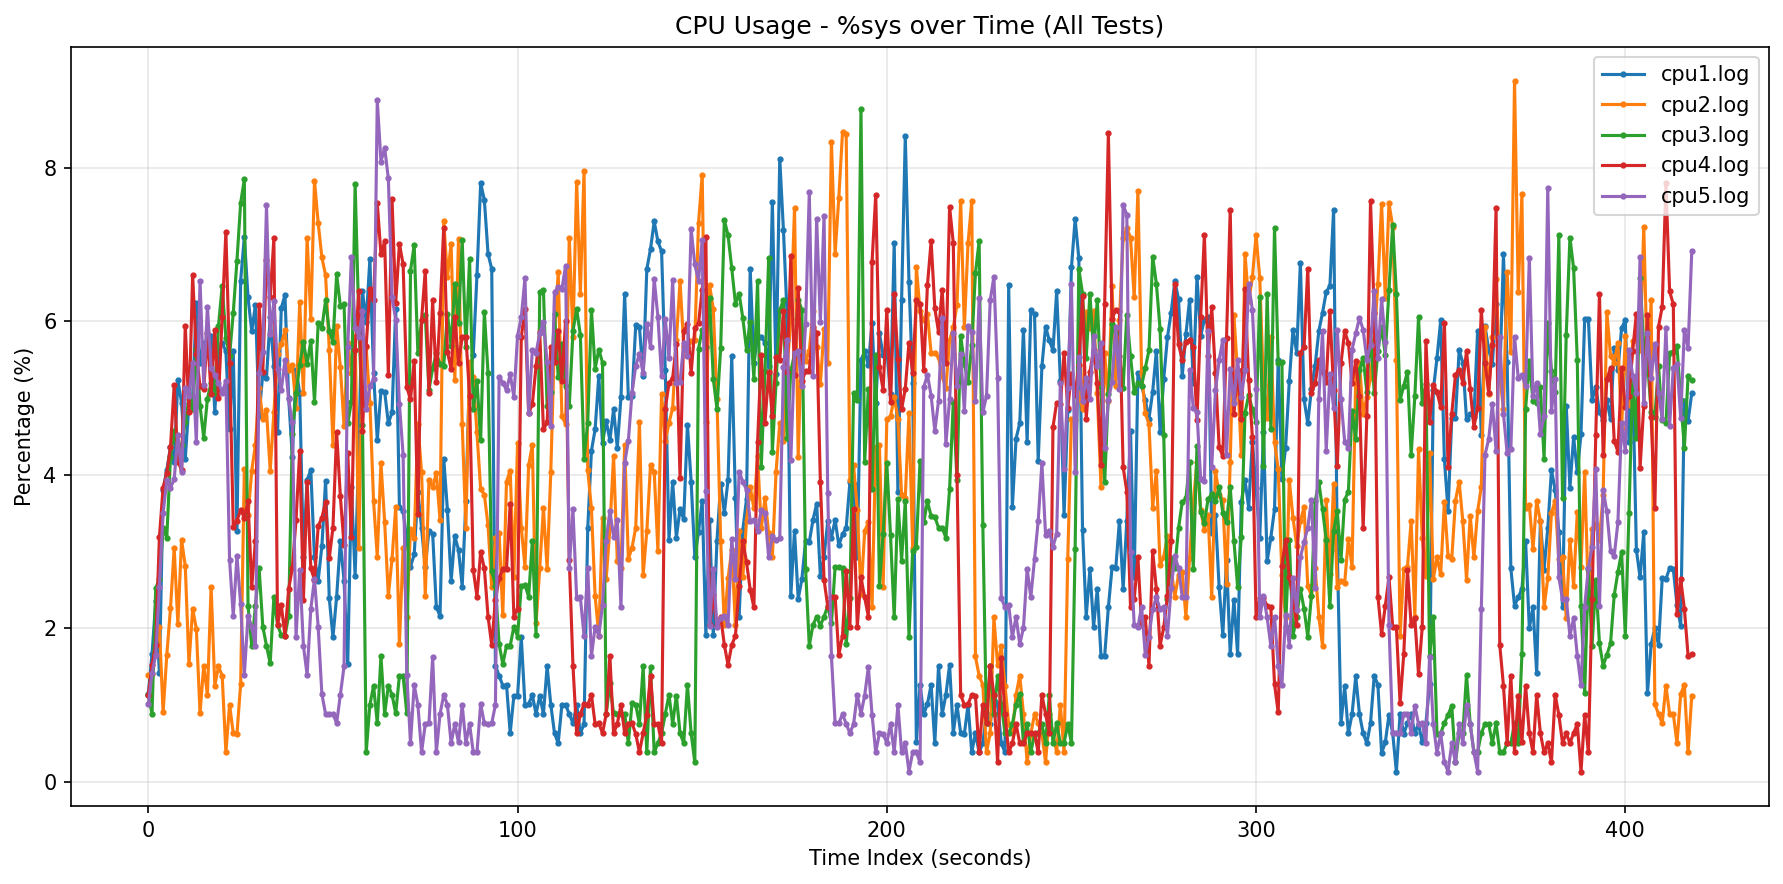 CPU Usage - %sys over Time (All Tests)
Percentage (%)
8
6
4
2
0
cpu1.log
cpu2.log
cpu3.log
cpu4.log
cpu5.log
0 100 200 300 400
Time Index (seconds)